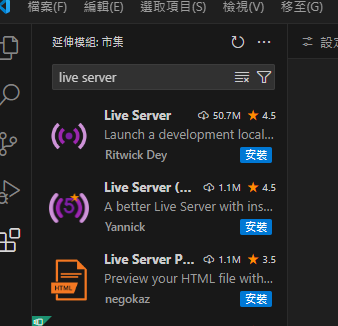 檔案(F) 編輯(E) 選取項目(S) 檢視(V) 移至(G)
延伸模組: 市集
設定
live server
Live Server 50.7M 4.5
Launch a development local...
Ritwick Dey 安裝
Live Server (... 1.1M 4.5
A better Live Server with ins...
Yannick 安裝
5
Live Server P... 1.1M 3.5
Preview your HTML file with...
negokaz 安裝
HTML